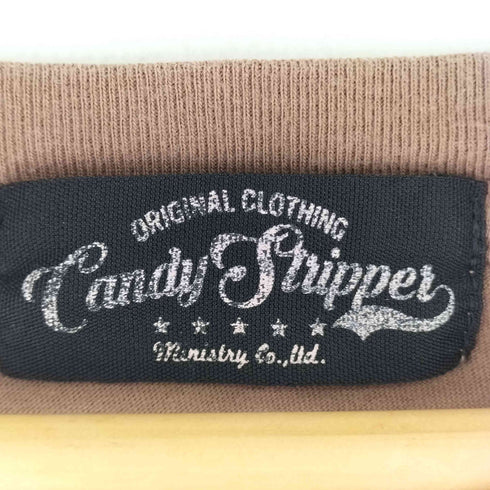 ORIGINAL CLOTHING
Candy Stripper
Ministry Co.,ltd.